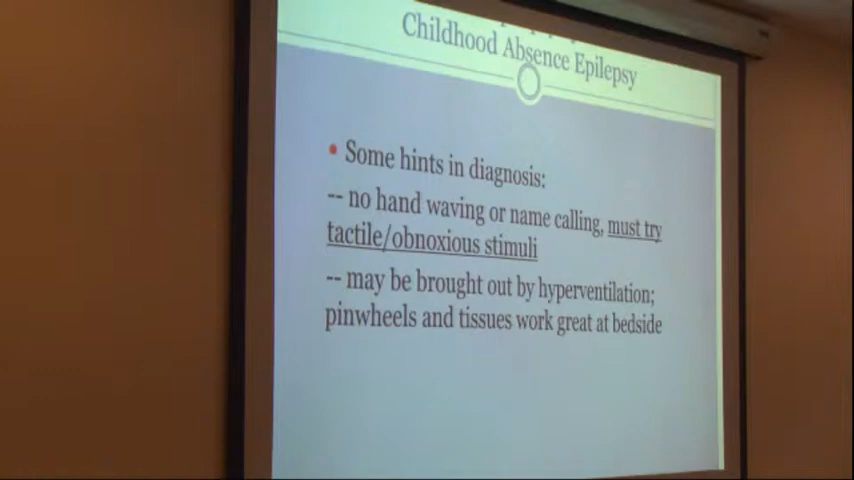 Childhood Absence Epilepsy
• Some hints in diagnosis:
-- no hand waving or name calling, must try
tactile/obnoxious stimuli
-- may be brought out by hyperventilation;
pinwheels and tissues work great at bedside